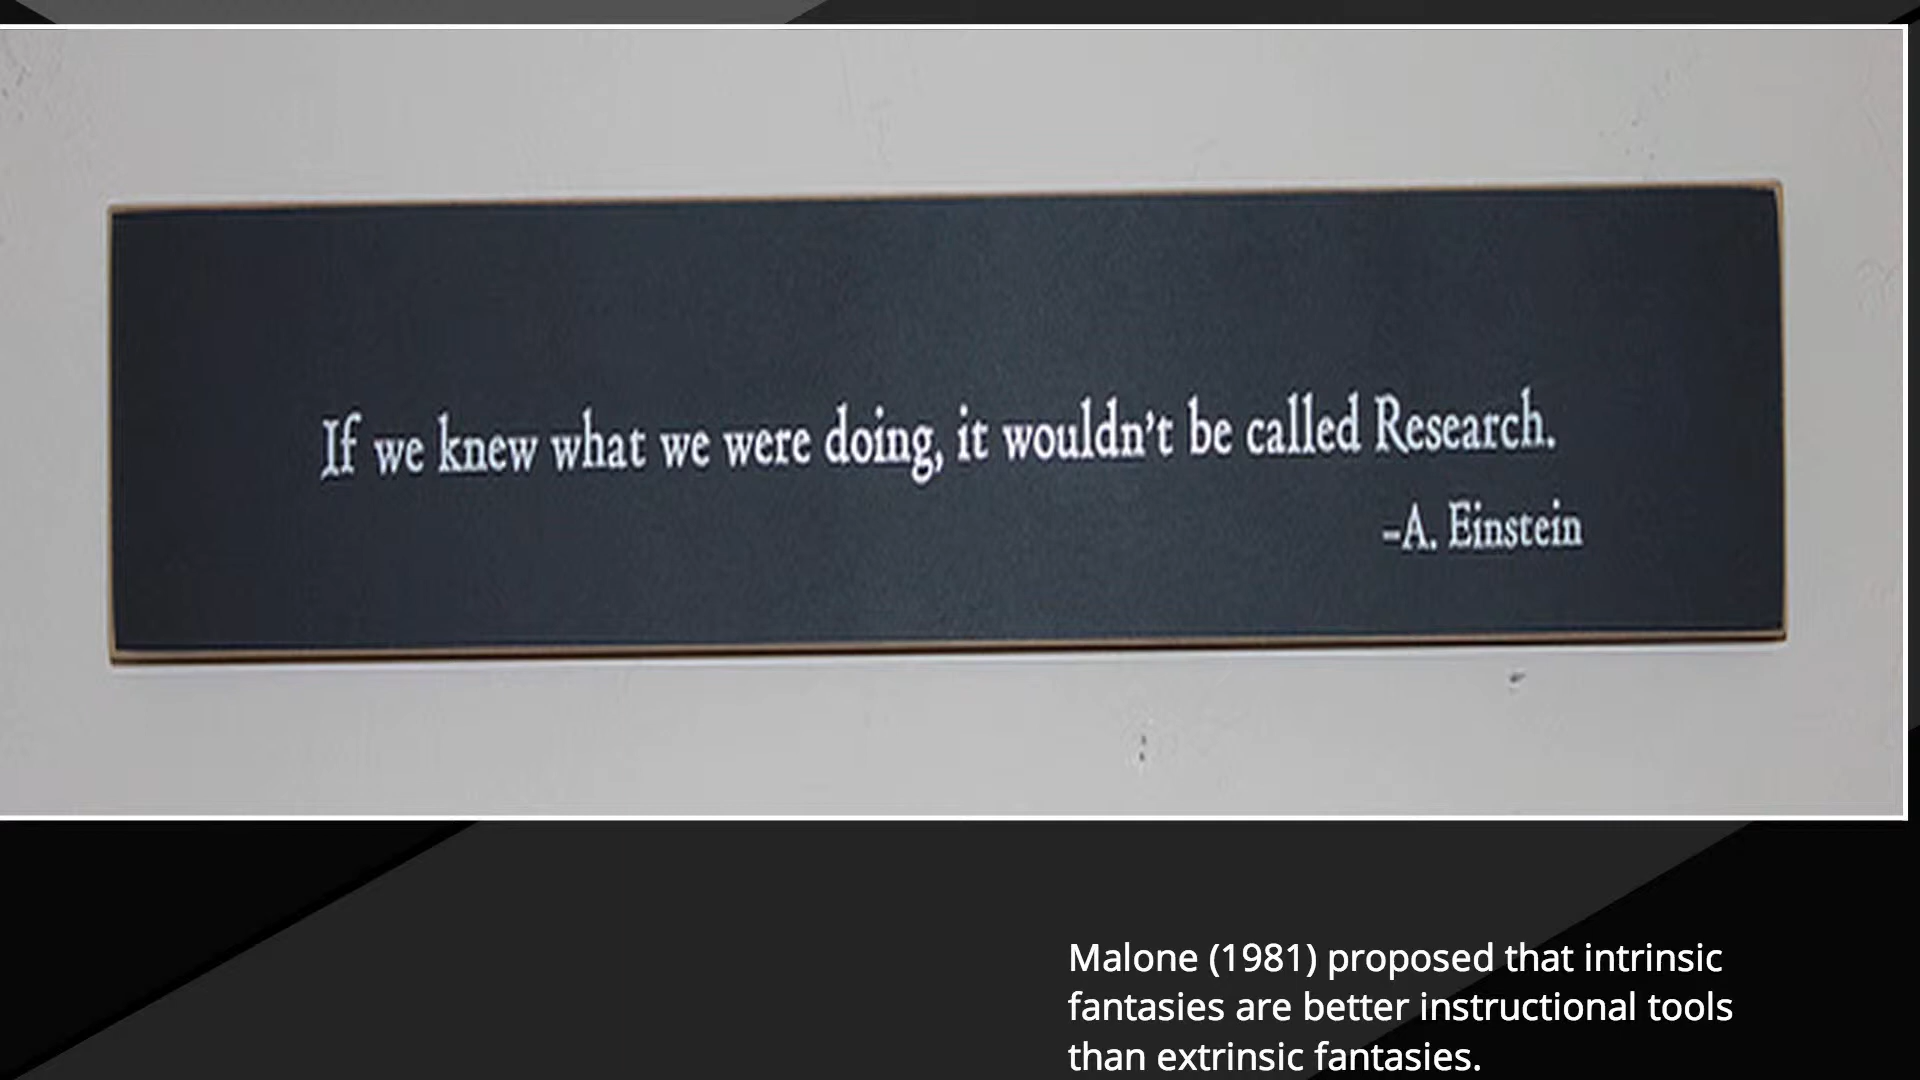 If we knew what we were doing, it wouldn't be called Research.
–A. Einstein
Malone (1981) proposed that intrinsic
fantasies are better instructional tools
than extrinsic fantasies.